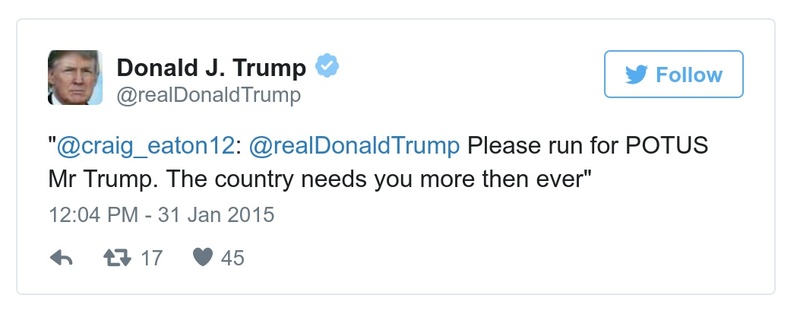 Donald J. Trump
@realDonaldTrump
Follow
"@craig_eaton12: @realDonaldTrump Please run for POTUS
Mr Trump. The country needs you more then ever"
12:04 PM - 31 Jan 2015
17 45